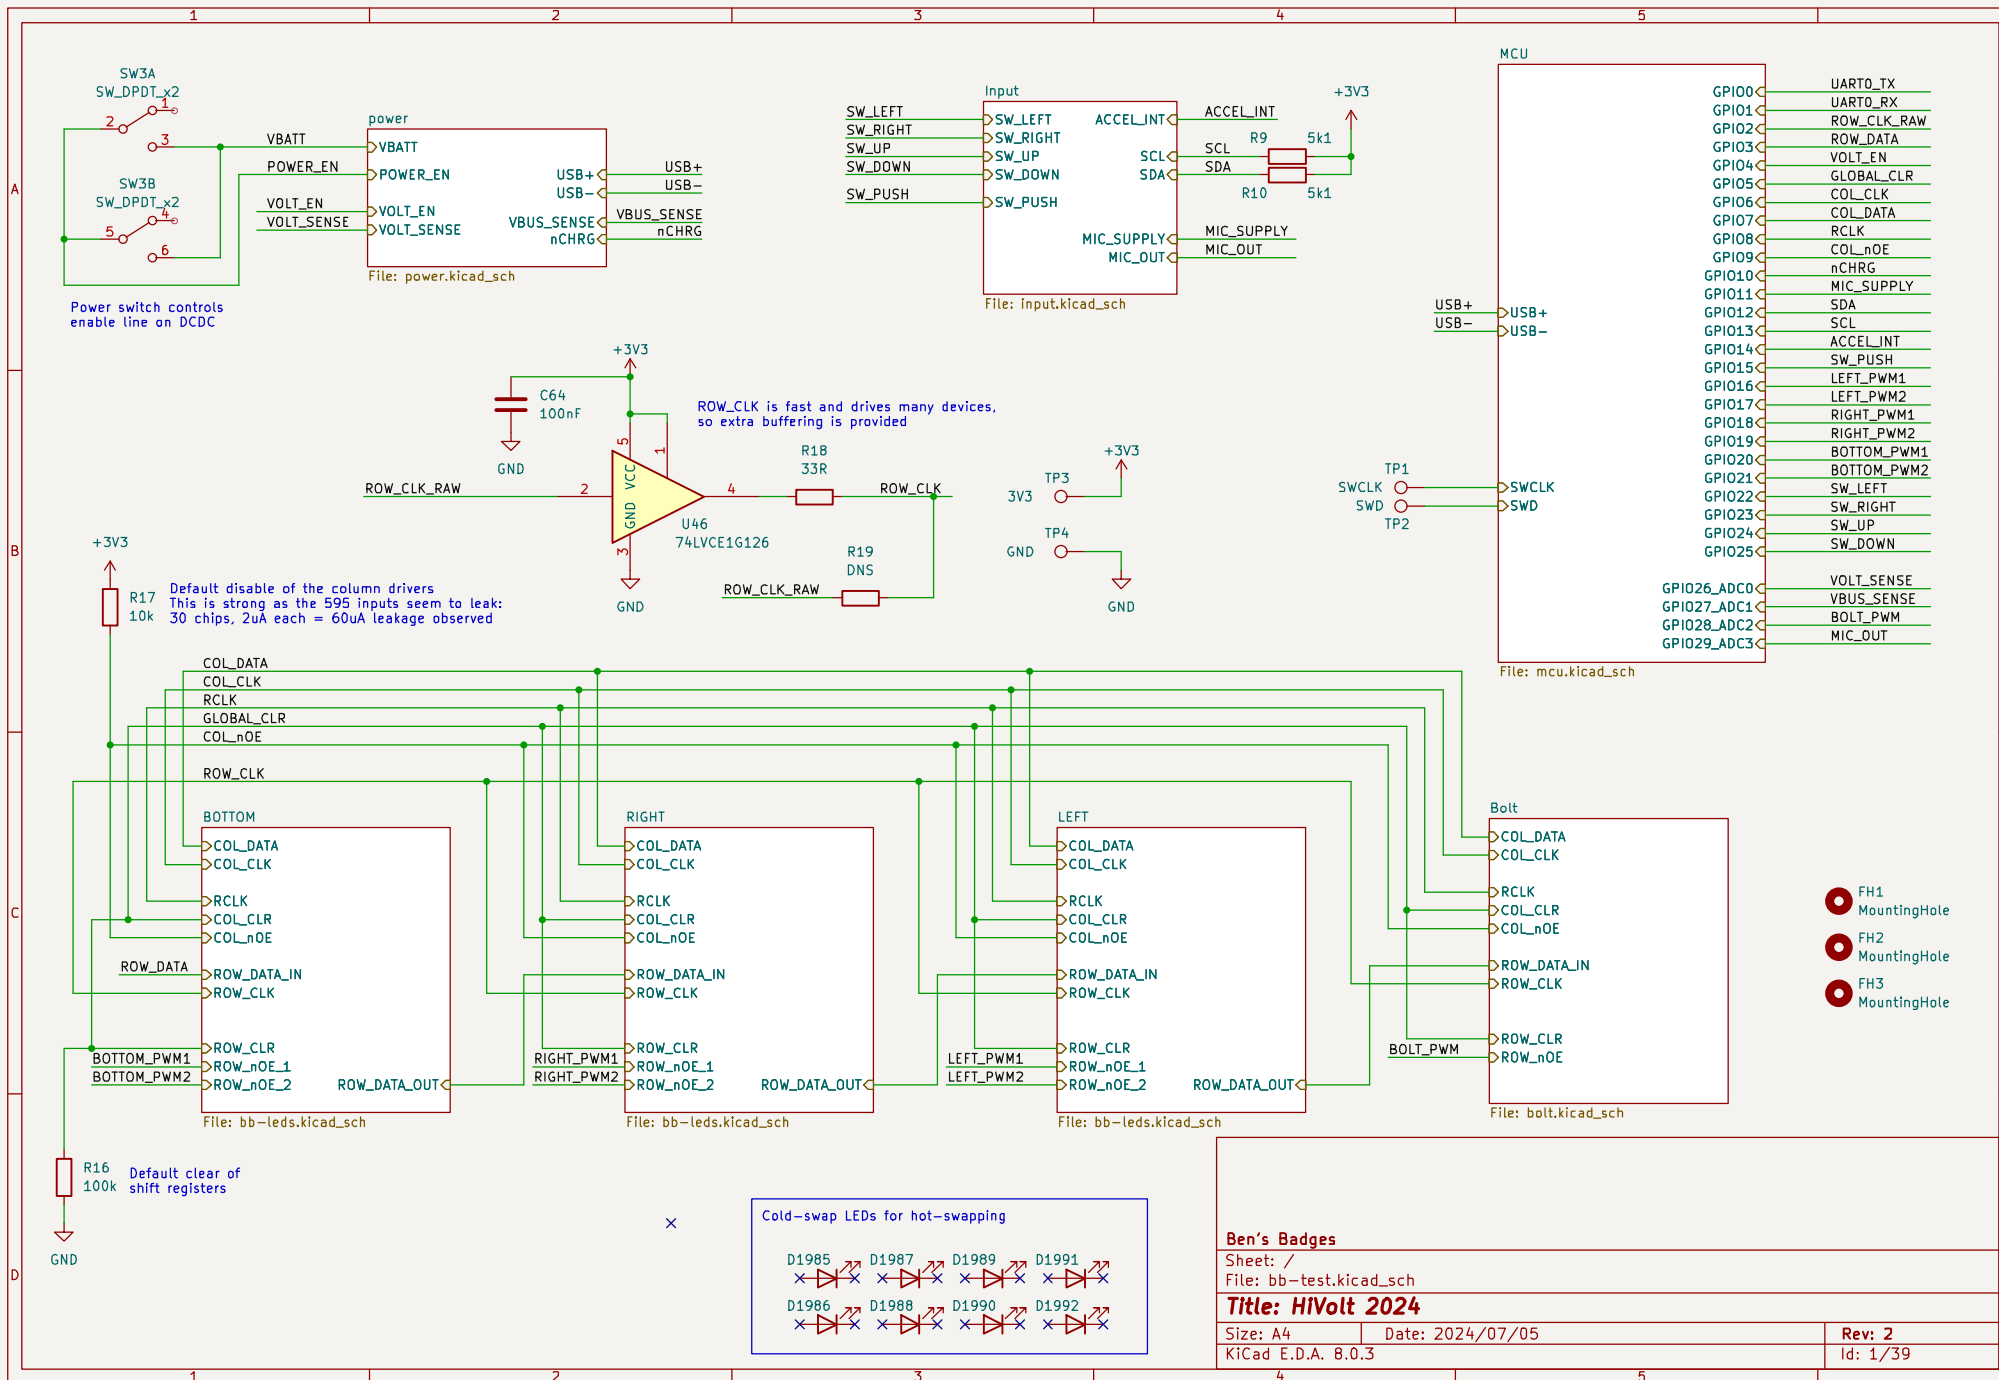 1 2 3 4 5
A
B
C
D
SW3A
SW_DPDT_x2
1
2
3
SW3B
SW_DPDT_x2
4
5
6
VBATT
POWER_EN
VOLT_EN
VOLT_SENSE
Power switch controls
enable line on DCDC
power
VBATT
POWER_EN
VOLT_EN
VOLT_SENSE
USB+
USB-
VBUS_SENSE
nCHRG
File: power.kicad_sch
USB+
USB-
VBUS_SENSE
nCHRG
SW_LEFT
SW_RIGHT
SW_UP
SW_DOWN
SW_PUSH
Input
SW_LEFT
SW_RIGHT
SW_UP
SW_DOWN
SW_PUSH
ACCEL_INT
SCL
SDA
MIC_SUPPLY
MIC_OUT
File: input.kicad_sch
ACCEL_INT
SCL
SDA
MIC_SUPPLY
MIC_OUT
+3V3
R9 5k1
R10 5k1
MCU
USB+
USB-
USB+
USB-
TP1
SWCLK
SWD
TP2
SWCLK
SWD
GPIO0 UART0_TX
GPIO1 UART0_RX
GPIO2 ROW_CLK_RAW
GPIO3 ROW_DATA
GPIO4 VOLT_EN
GPIO5 GLOBAL_CLR
GPIO6 COL_CLK
GPIO7 COL_DATA
GPIO8 RCLK
GPIO9 COL_nOE
GPIO10 nCHRG
GPIO11 MIC_SUPPLY
GPIO12 SDA
GPIO13 SCL
GPIO14 ACCEL_INT
GPIO15 SW_PUSH
GPIO16 LEFT_PWM1
GPIO17 LEFT_PWM2
GPIO18 RIGHT_PWM1
GPIO19 RIGHT_PWM2
GPIO20 BOTTOM_PWM1
GPIO21 BOTTOM_PWM2
GPIO22 SW_LEFT
GPIO23 SW_RIGHT
GPIO24 SW_UP
GPIO25 SW_DOWN
GPIO26_ADC0 VOLT_SENSE
GPIO27_ADC1 VBUS_SENSE
GPIO28_ADC2 BOLT_PWM
GPIO29_ADC3 MIC_OUT
File: mcu.kicad_sch
+3V3
C64
100nF
GND
ROW_CLK is fast and drives many devices,
so extra buffering is provided
ROW_CLK_RAW
5
1
2
4
3
VCC
GND
U46
74LVCE1G126
GND
R18
33R
ROW_CLK
R19
DNS
ROW_CLK_RAW
+3V3
TP3
3V3
TP4
GND
GND
+3V3
R17
10k
Default disable of the column drivers
This is strong as the 595 inputs seem to leak:
30 chips, 2uA each = 60uA leakage observed
COL_DATA
COL_CLK
RCLK
GLOBAL_CLR
COL_nOE
ROW_CLK
BOTTOM
COL_DATA
COL_CLK
RCLK
COL_CLR
COL_nOE
ROW_DATA
ROW_DATA_IN
ROW_CLK
ROW_CLR
BOTTOM_PWM1
ROW_nOE_1
BOTTOM_PWM2
ROW_nOE_2
ROW_DATA_OUT
File: bb-leds.kicad_sch
RIGHT
COL_DATA
COL_CLK
RCLK
COL_CLR
COL_nOE
ROW_DATA_IN
ROW_CLK
ROW_CLR
RIGHT_PWM1
ROW_nOE_1
RIGHT_PWM2
ROW_nOE_2
ROW_DATA_OUT
File: bb-leds.kicad_sch
LEFT
COL_DATA
COL_CLK
RCLK
COL_CLR
COL_nOE
ROW_DATA_IN
ROW_CLK
ROW_CLR
LEFT_PWM1
ROW_nOE_1
LEFT_PWM2
ROW_nOE_2
ROW_DATA_OUT
File: bb-leds.kicad_sch
Bolt
COL_DATA
COL_CLK
RCLK
COL_CLR
COL_nOE
ROW_DATA_IN
ROW_CLK
ROW_CLR
BOLT_PWM
ROW_nOE
File: bolt.kicad_sch
FH1
MountingHole
FH2
MountingHole
FH3
MountingHole
R16
100k
Default clear of
shift registers
GND
Cold-swap LEDs for hot-swapping
D1985 D1987 D1989 D1991
D1986 D1988 D1990 D1992
Ben's Badges
Sheet: /
File: bb-test.kicad_sch
Title: HiVolt 2024
Size: A4 Date: 2024/07/05 Rev: 2
KiCad E.D.A. 8.0.3 Id: 1/39
1 2 3 4 5
A
B
C
D